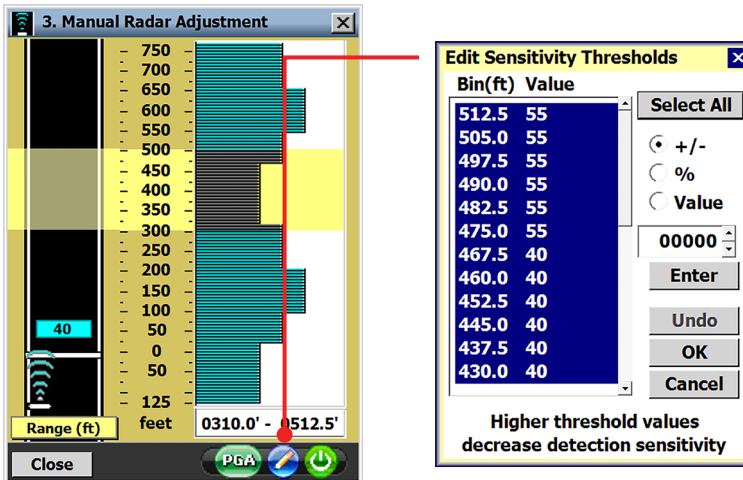 3. Manual Radar Adjustment
750
700
650
600
550
500
450
400
350
300
250
200
150
100
50
0
50
125
feet
40
Range (ft)
0310.0' - 0512.5'
Close
PGA
Edit Sensitivity Thresholds
Bin(ft) Value
512.5 55
505.0 55
497.5 55
490.0 55
482.5 55
475.0 55
467.5 40
460.0 40
452.5 40
445.0 40
437.5 40
430.0 40
Select All
+/-
%
Value
00000
Enter
Undo
OK
Cancel
Higher threshold values
decrease detection sensitivity